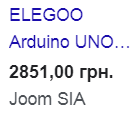 ELEGOO
Arduino UNO…
2851,00 грн.
Joom SIA